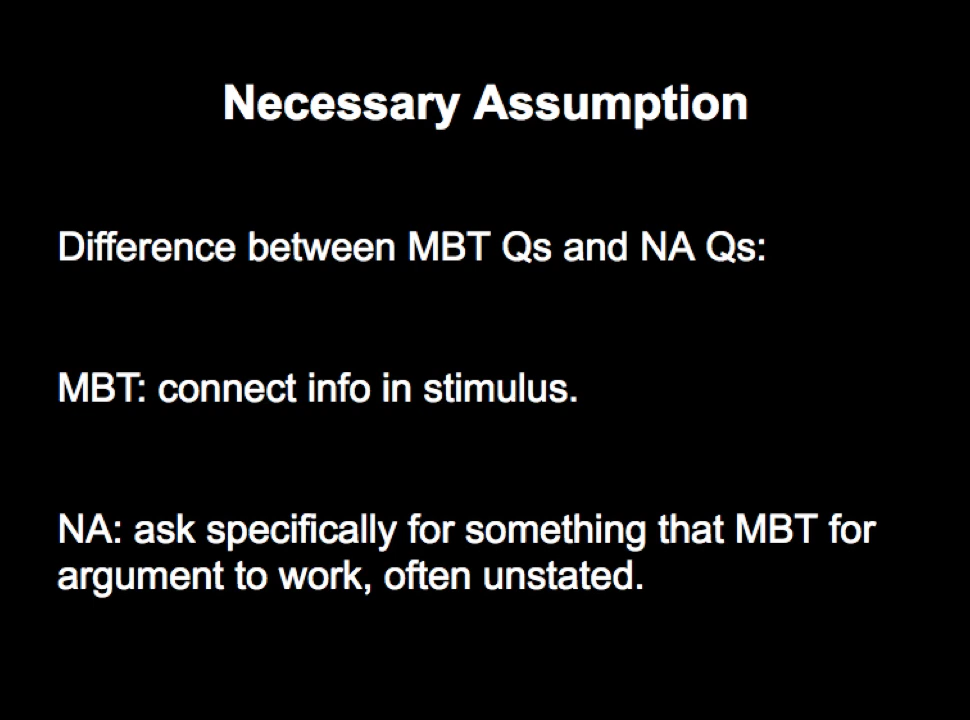 Necessary Assumption
Difference between MBT Qs and NA Qs:
MBT: connect info in stimulus.
NA: ask specifically for something that MBT for
argument to work, often unstated.